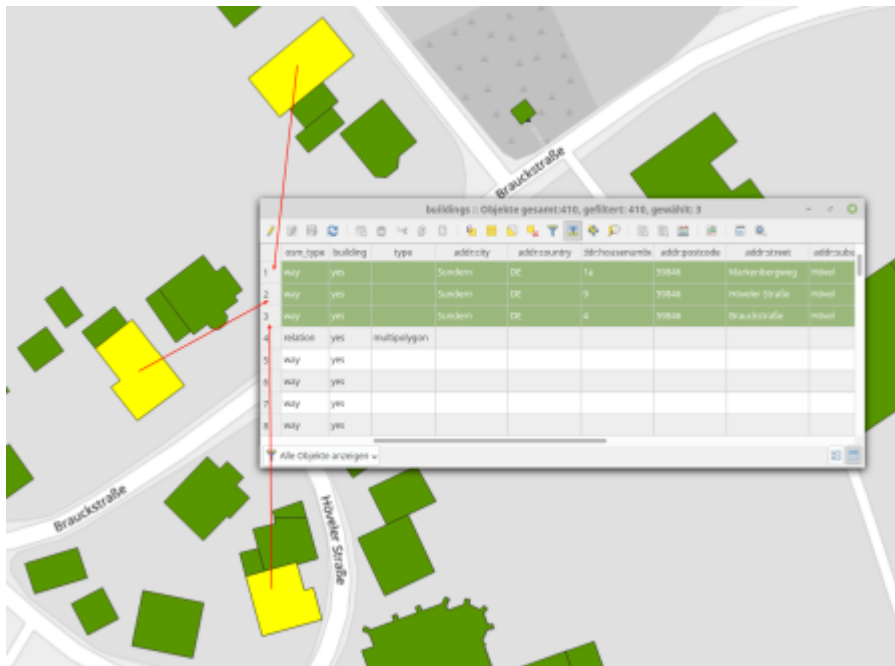 Brauckstraße
buildings :: Objekte gesamt:410, gefiltert: 410, gewählt: 3
osm_type building type addr:city addr:country addr:postcode addr:street
1 way yes Sundern DE 1a 59846 Markenbergweg Hövel
2 way yes Sundern DE 9 59846 Höveler Straße Hövel
3 way yes Sundern DE 4 59846 Brauckstraße Hövel
4 relation yes multipolygon
5 way yes
6 way yes
7 way yes
8 way yes
Alle Objekte anzeigen
Brauckstraße
Höveler Straße